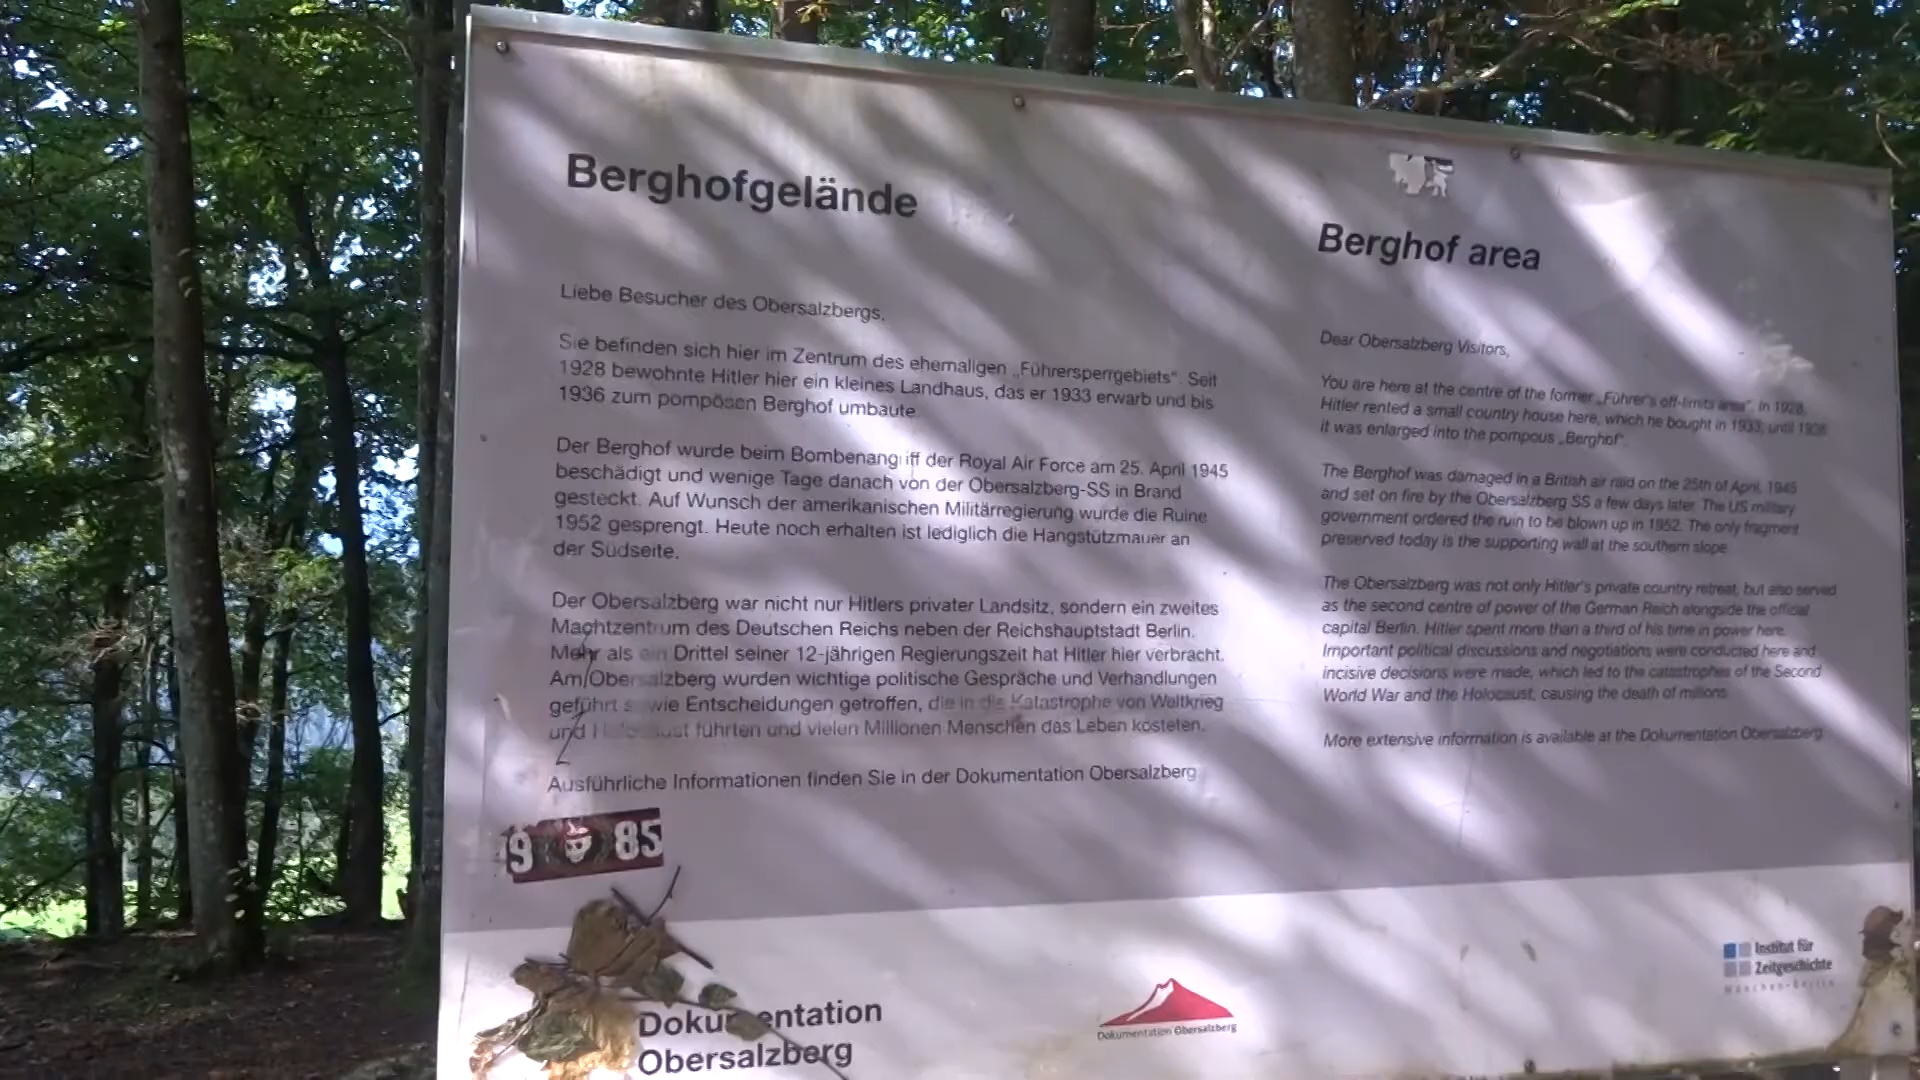 Berghofgelände
Liebe Besucher des Obersalzbergs,
Sie befinden sich hier im Zentrum des ehemaligen „Führersperrgebiets“. Seit
1928 bewohnte Hitler hier ein kleines Landhaus, das er 1933 erwarb und bis
1936 zum pompösen Berghof umbaute.
Der Berghof wurde beim Bombenangriff der Royal Air Force am 25. April 1945
beschädigt und wenige Tage danach von der Obersalzberg-SS in Brand
gesteckt. Auf Wunsch der amerikanischen Militärregierung wurde die Ruine
1952 gesprengt. Heute noch erhalten ist lediglich die Hangstützmauer an
der Südseite.
Der Obersalzberg war nicht nur Hitlers privater Landsitz, sondern ein zweites
Machtzentrum des Deutschen Reichs neben der Reichshauptstadt Berlin.
Mehr als ein Drittel seiner 12-jährigen Regierungszeit hat Hitler hier verbracht.
Am Obersalzberg wurden wichtige politische Gespräche und Verhandlungen
geführt sowie Entscheidungen getroffen, die in die Katastrophe von Weltkrieg
und Holocaust führten und vielen Millionen Menschen das Leben kosteten.
Ausführliche Informationen finden Sie in der Dokumentation Obersalzberg
Berghof area
Dear Obersalzberg Visitors,
You are here at the centre of the former „Führer's off-limits area“. In 1928,
Hitler rented a small country house here, which he bought in 1933; until 1936
it was enlarged into the pompous „Berghof“.
The Berghof was damaged in a British air raid on the 25th of April, 1945
and set on fire by the Obersalzberg SS a few days later. The US military
government ordered the ruin to be blown up in 1952. The only fragment
preserved today is the supporting wall at the southern slope.
The Obersalzberg was not only Hitler's private country retreat, but also served
as the second centre of power of the German Reich alongside the official
capital Berlin. Hitler spent more than a third of his time in power here.
Important political discussions and negotiations were conducted here and
incisive decisions were made, which led to the catastrophes of the Second
World War and the Holocaust, causing the death of millions.
More extensive information is available at the Dokumentation Obersalzberg
9 85
Dokumentation
Obersalzberg
Dokumentation Obersalzberg
Institut für
Zeitgeschichte
München - Berlin